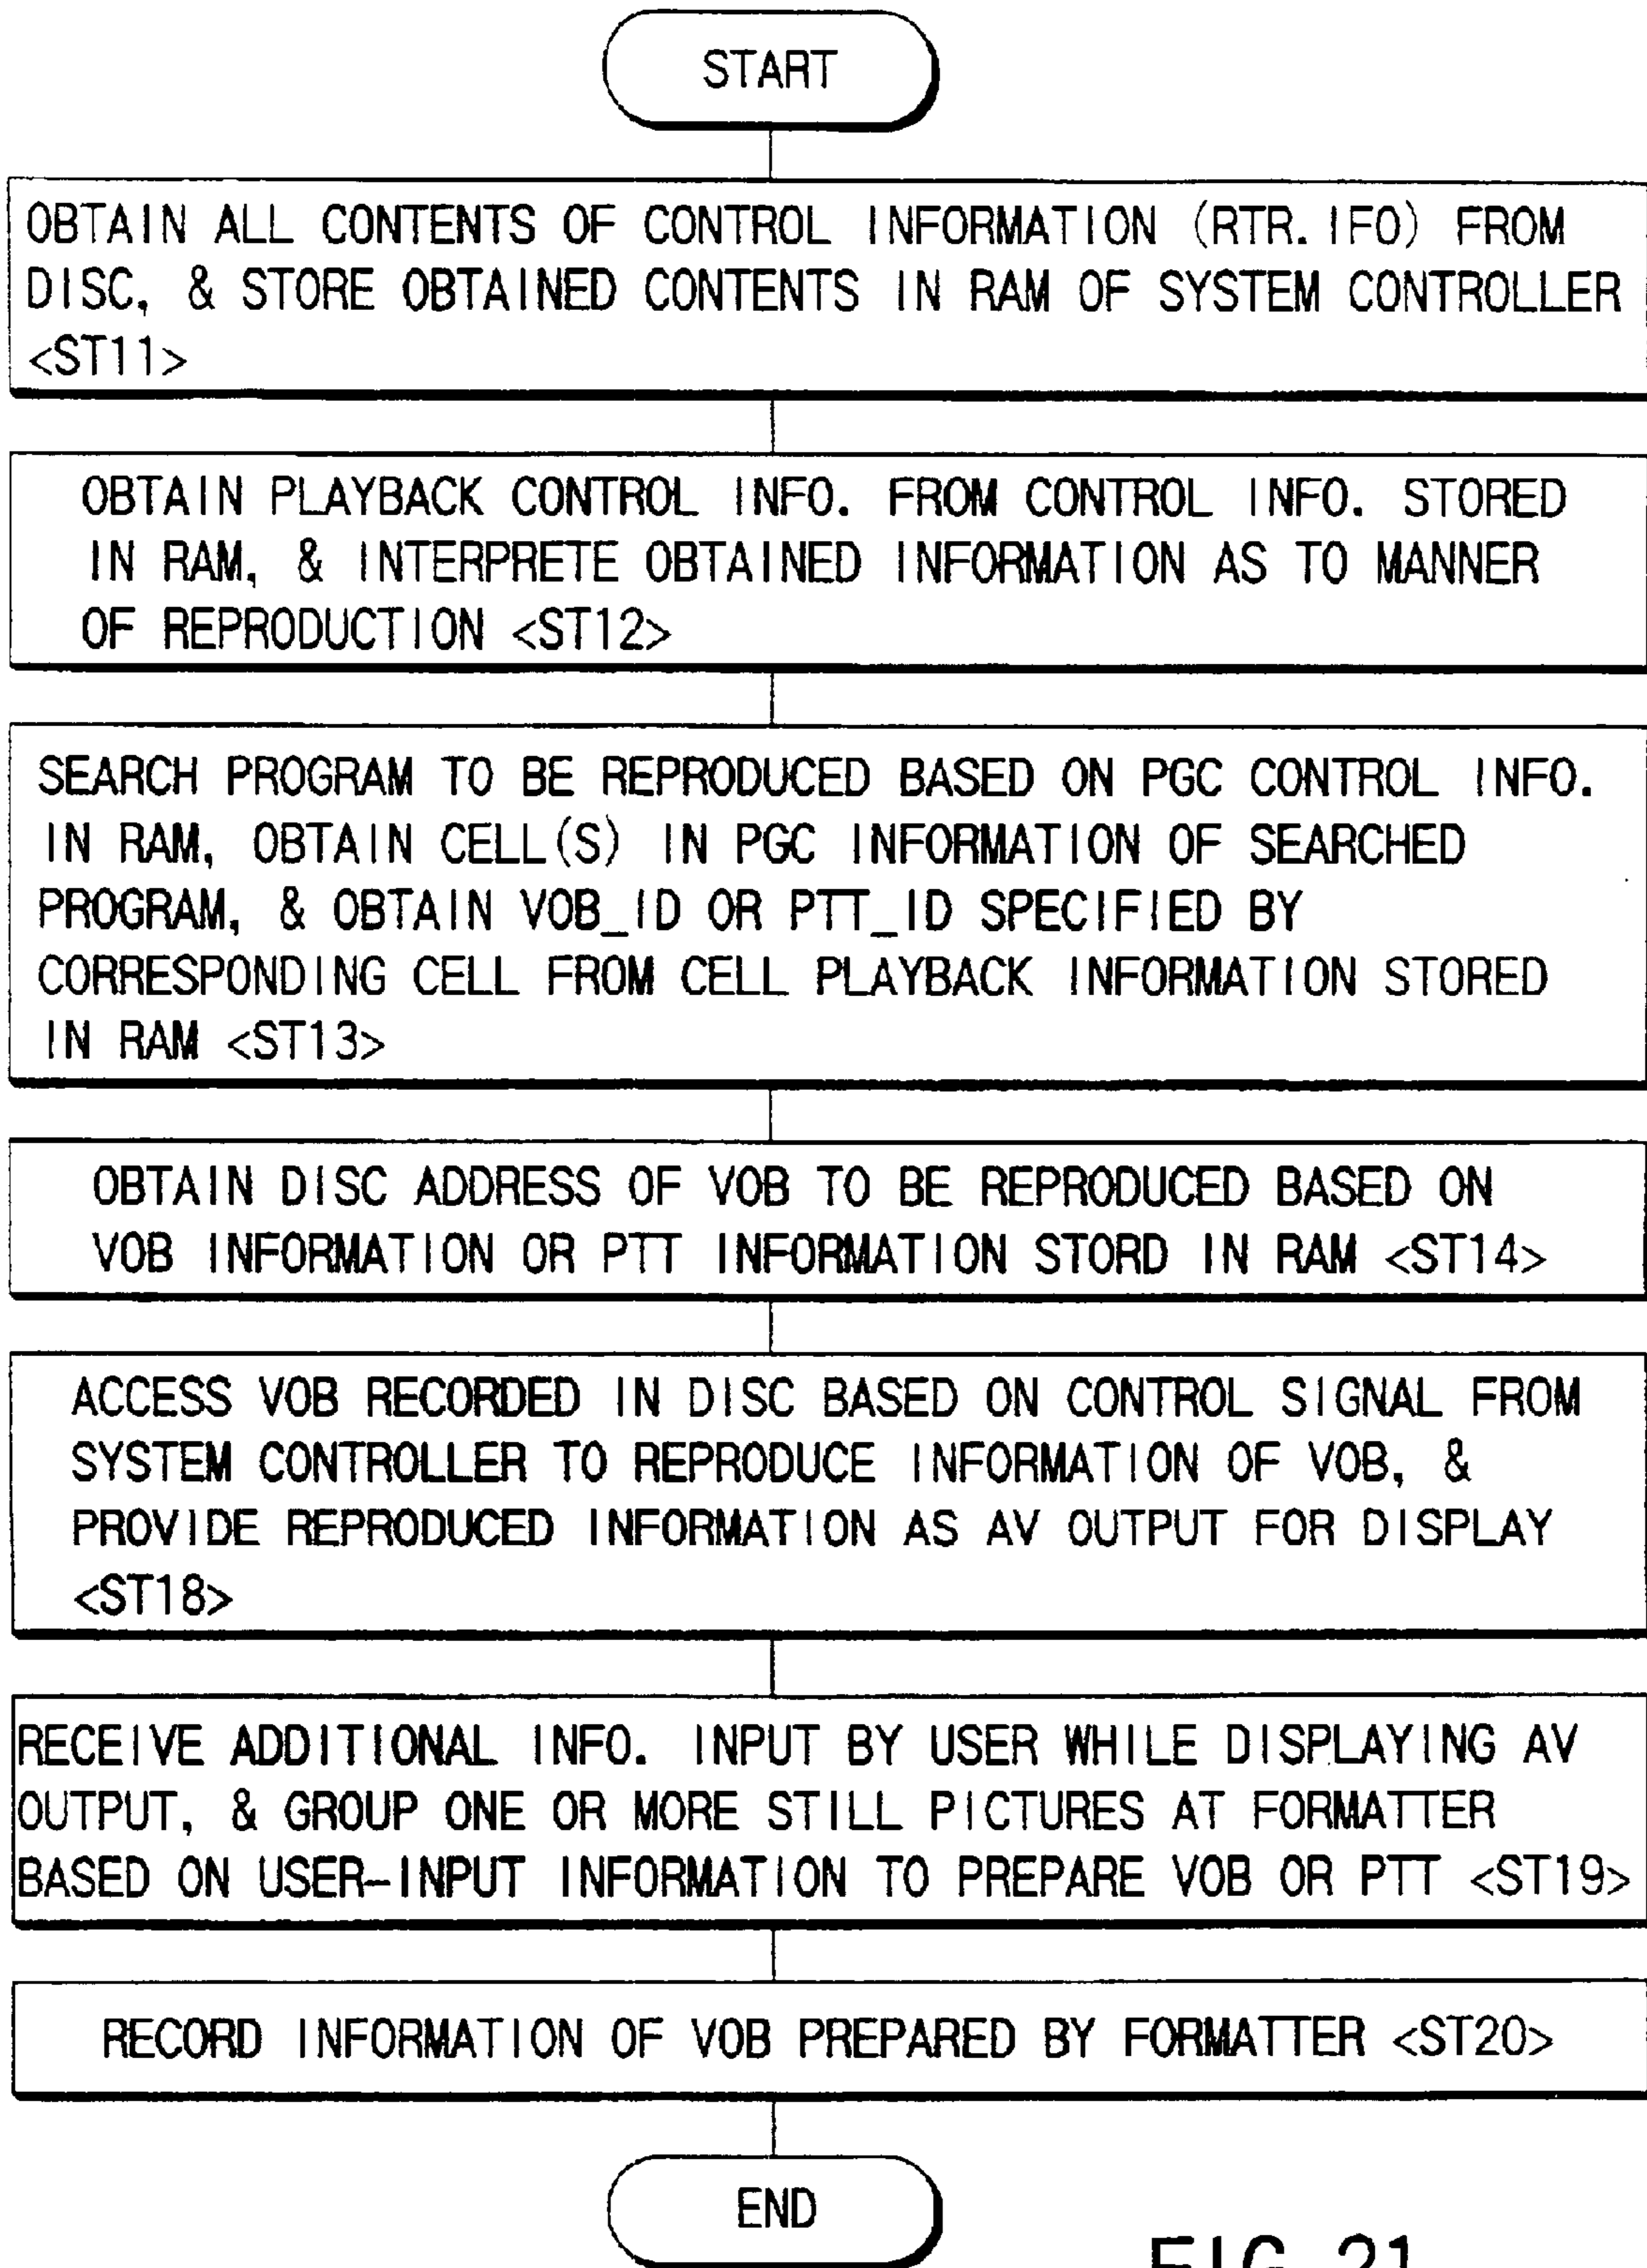 START
OBTAIN ALL CONTENTS OF CONTROL INFORMATION (RTR.IFO) FROM
DISC, & STORE OBTAINED CONTENTS IN RAM OF SYSTEM CONTROLLER
<ST11>
OBTAIN PLAYBACK CONTROL INFO. FROM CONTROL INFO. STORED
IN RAM, & INTERPRETE OBTAINED INFORMATION AS TO MANNER
OF REPRODUCTION <ST12>
SEARCH PROGRAM TO BE REPRODUCED BASED ON PGC CONTROL INFO.
IN RAM, OBTAIN CELL(S) IN PGC INFORMATION OF SEARCHED
PROGRAM, & OBTAIN VOB_ID OR PTT_ID SPECIFIED BY
CORRESPONDING CELL FROM CELL PLAYBACK INFORMATION STORED
IN RAM <ST13>
OBTAIN DISC ADDRESS OF VOB TO BE REPRODUCED BASED ON
VOB INFORMATION OR PTT INFORMATION STORD IN RAM <ST14>
ACCESS VOB RECORDED IN DISC BASED ON CONTROL SIGNAL FROM
SYSTEM CONTROLLER TO REPRODUCE INFORMATION OF VOB, &
PROVIDE REPRODUCED INFORMATION AS AV OUTPUT FOR DISPLAY
<ST18>
RECEIVE ADDITIONAL INFO. INPUT BY USER WHILE DISPLAYING AV
OUTPUT, & GROUP ONE OR MORE STILL PICTURES AT FORMATTER
BASED ON USER-INPUT INFORMATION TO PREPARE VOB OR PTT <ST19>
RECORD INFORMATION OF VOB PREPARED BY FORMATTER <ST20>
END
FIG. 21